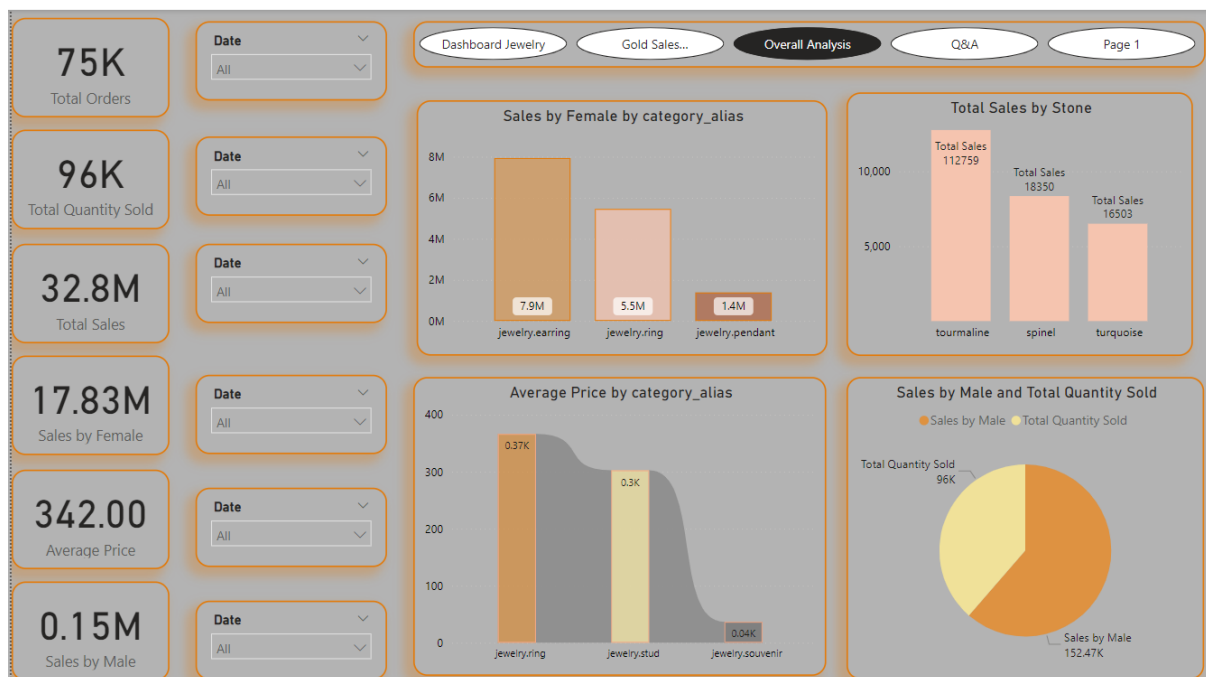 75K
Total Orders
96K
Total Quantity Sold
32.8M
Total Sales
17.83M
Sales by Female
342.00
Average Price
0.15M
Sales by Male
Date
All
Date
All
Date
All
Date
All
Date
All
Date
All
Dashboard Jewelry
Gold Sales...
Overall Analysis
Q&A
Page 1
Sales by Female by category_alias
8M
6M
4M
2M
0M
7.9M
5.5M
1.4M
jewelry.earring
jewelry.ring
jewelry.pendant
Total Sales by Stone
10,000
5,000
Total Sales
112759
Total Sales
18350
Total Sales
16503
tourmaline
spinel
turquoise
Average Price by category_alias
400
300
200
100
0
0.37K
0.3K
0.04K
jewelry.ring
jewelry.stud
jewelry.souvenir
Sales by Male and Total Quantity Sold
Sales by Male
Total Quantity Sold
Total Quantity Sold
96K
Sales by Male
152.47K